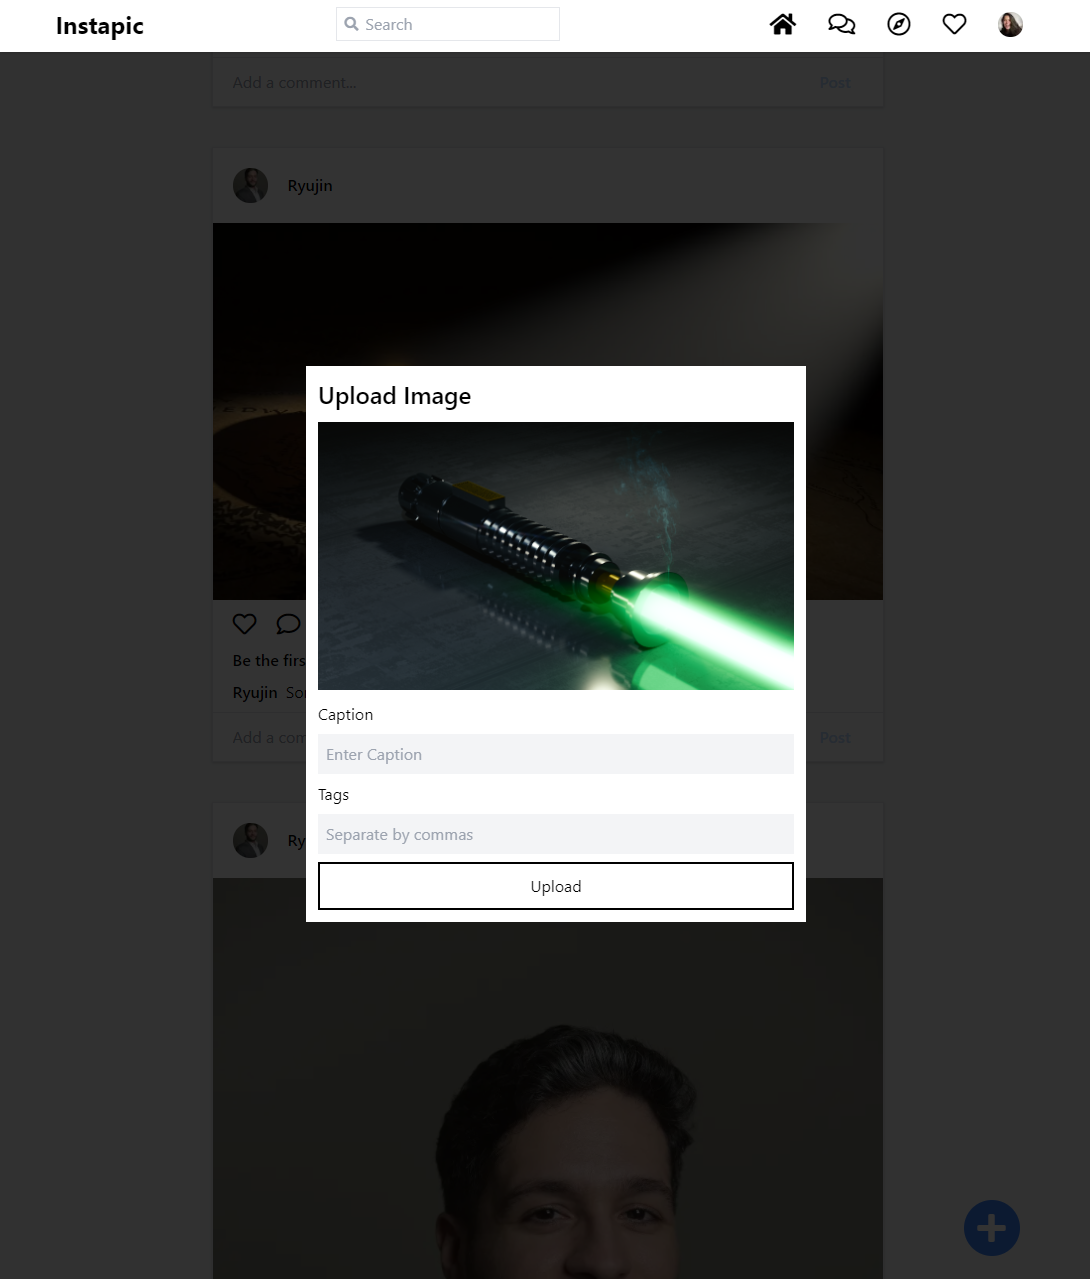 Instapic
Search
Add a comment...
Post
Ryujin
Upload Image
Be the firs
Ryujin
Caption
Enter Caption
Add a com
Post
Tags
Separate by commas
Ry
Upload